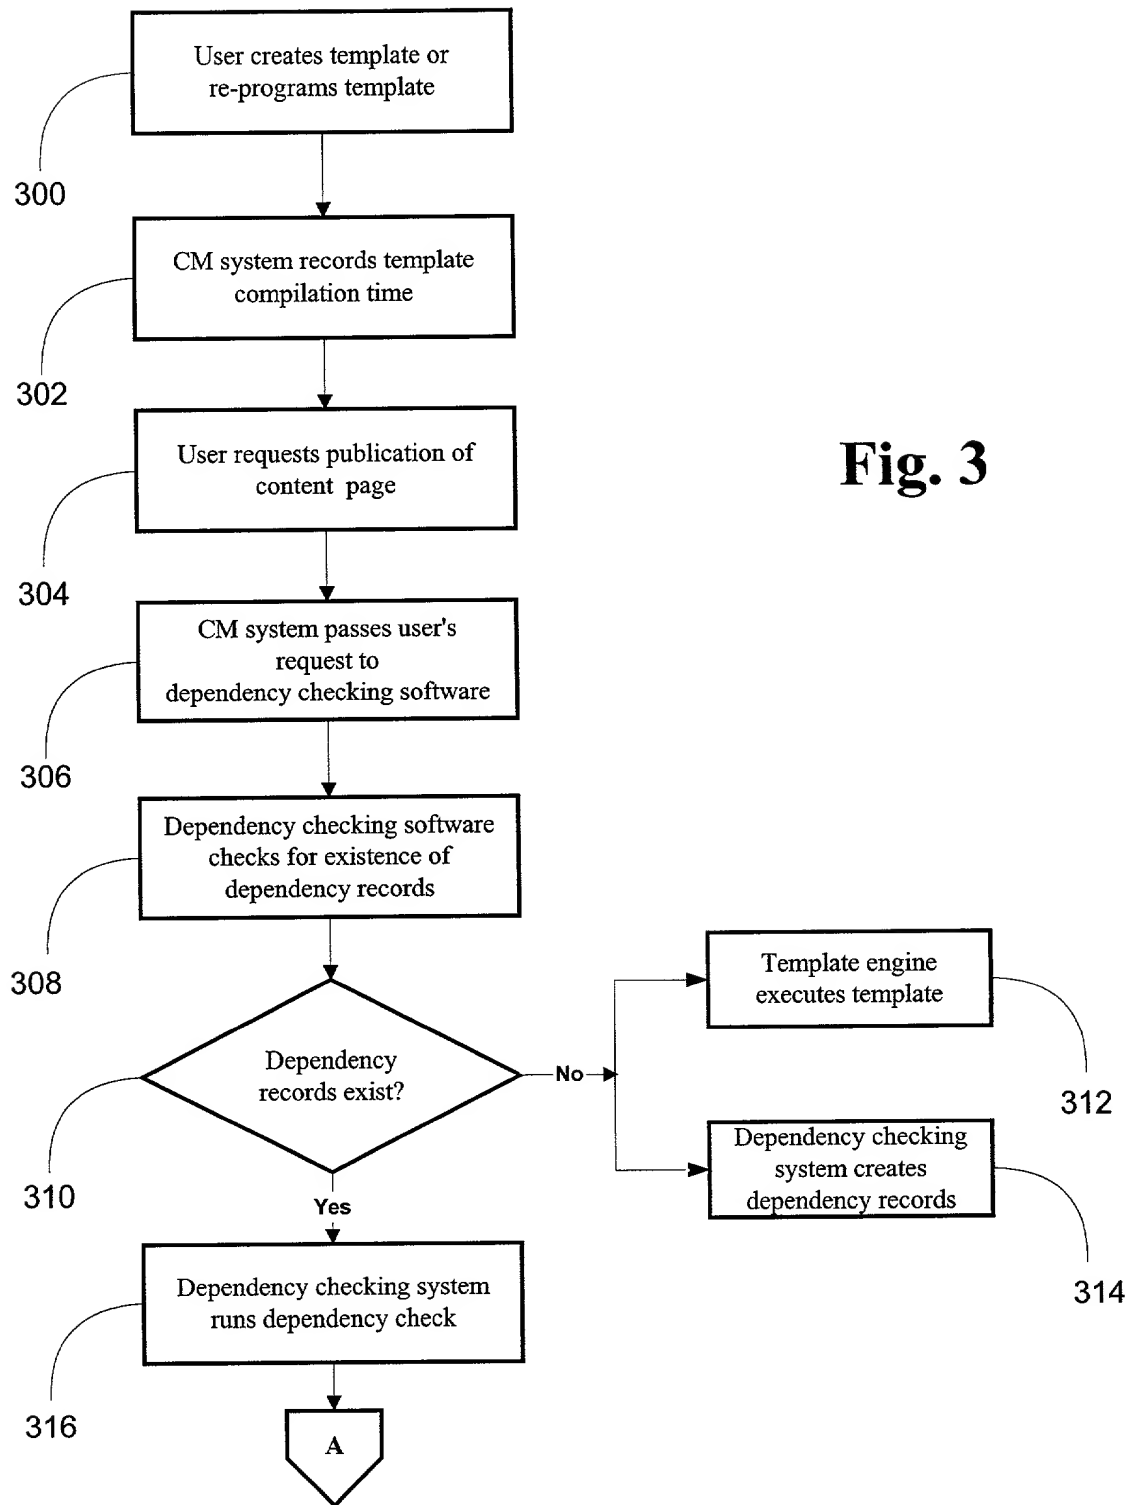 User creates template or
re-programs template
300
CM system records template
compilation time
302
User requests publication of
content page
304
Fig. 3
CM system passes user's
request to
dependency checking software
306
Dependency checking software
checks for existence of
dependency records
308
Dependency
records exist?
310
No
Template engine
executes template
312
Dependency checking
system creates
dependency records
314
Yes
Dependency checking system
runs dependency check
316
A